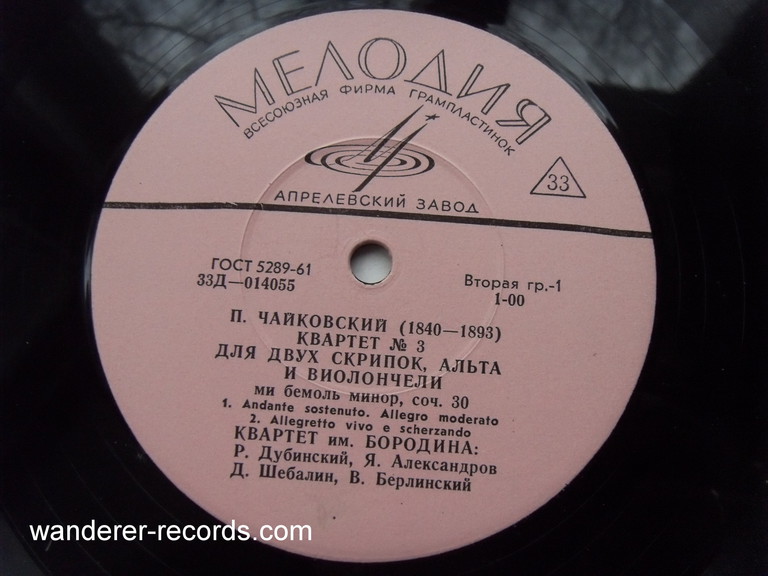 МЕЛОДИЯ
ВСЕСОЮЗНАЯ ФИРМА ГРАМПЛАСТИНОК
33
АПРЕЛЕВСКИЙ ЗАВОД
ГОСТ 5289-61
33Д—014055
Вторая гр.-1
1-00
П. ЧАЙКОВСКИЙ (1840—1893)
КВАРТЕТ № 3
ДЛЯ ДВУХ СКРИПОК, АЛЬТА
И ВИОЛОНЧЕЛИ
ми бемоль минор, соч. 30
1. Andante sostenuto. Allegro moderato
2. Allegretto vivo e scherzando
КВАРТЕТ им. БОРОДИНА:
Р. Дубинский, Я. Александров
Д. Шебалин, В. Берлинский
wanderer-records.com